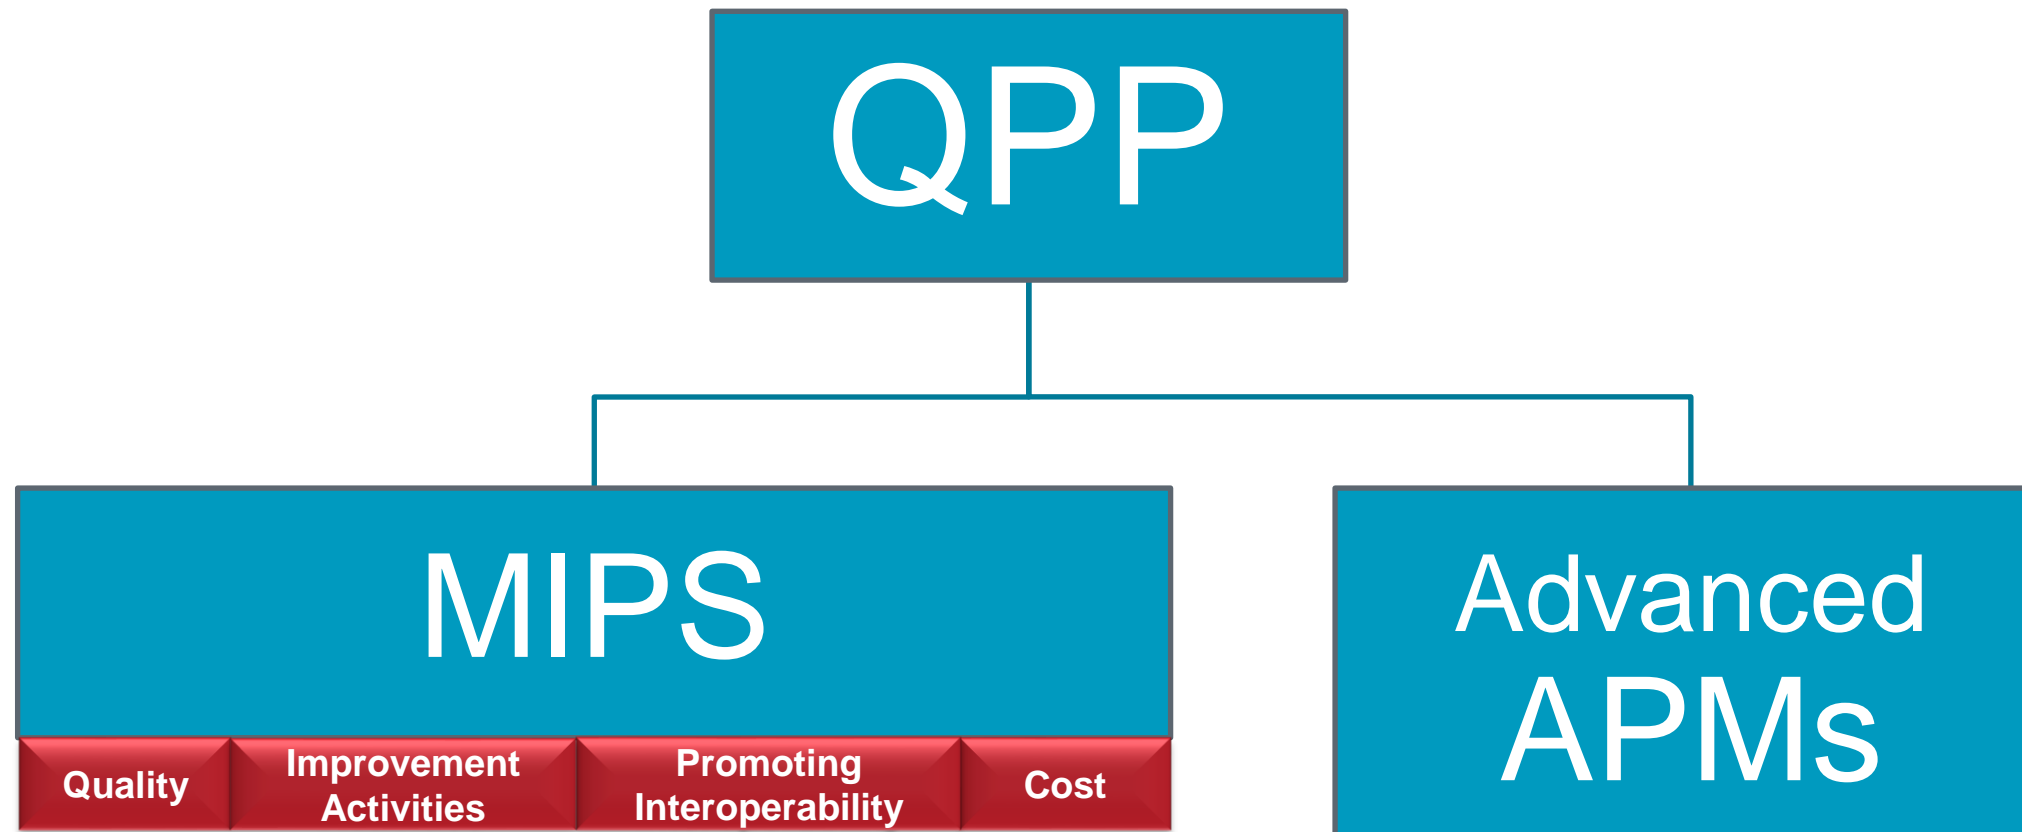 QPP
MIPS
Advanced
APMs
Quality
Improvement
Activities
Promoting
Interoperability
Cost